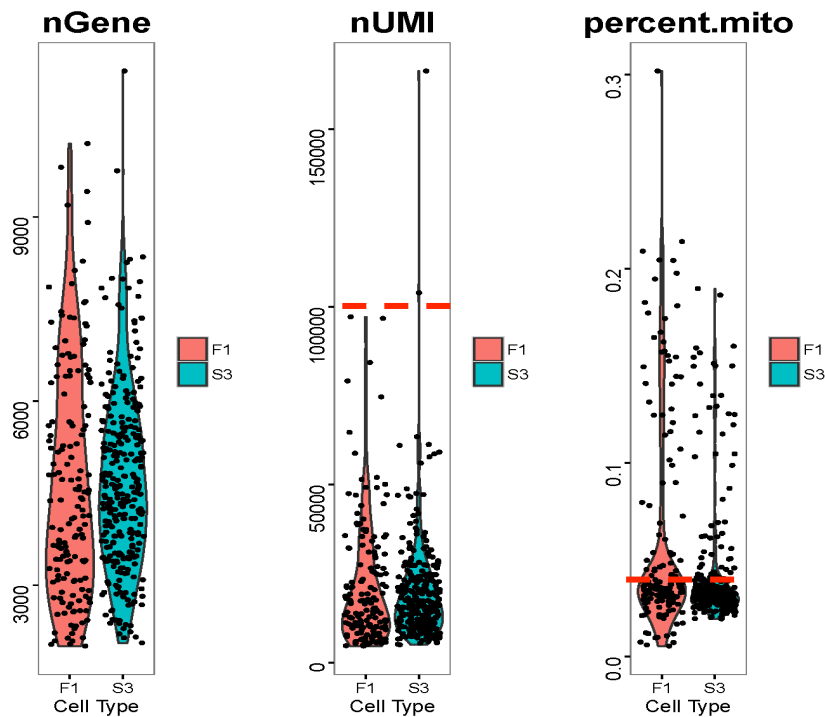 nGene
9000
6000
3000
F1
S3
Cell Type
F1
S3
nUMI
150000
100000
50000
0
F1
S3
Cell Type
F1
S3
percent.mito
0.3
0.2
0.1
0.0
F1
S3
Cell Type
F1
S3